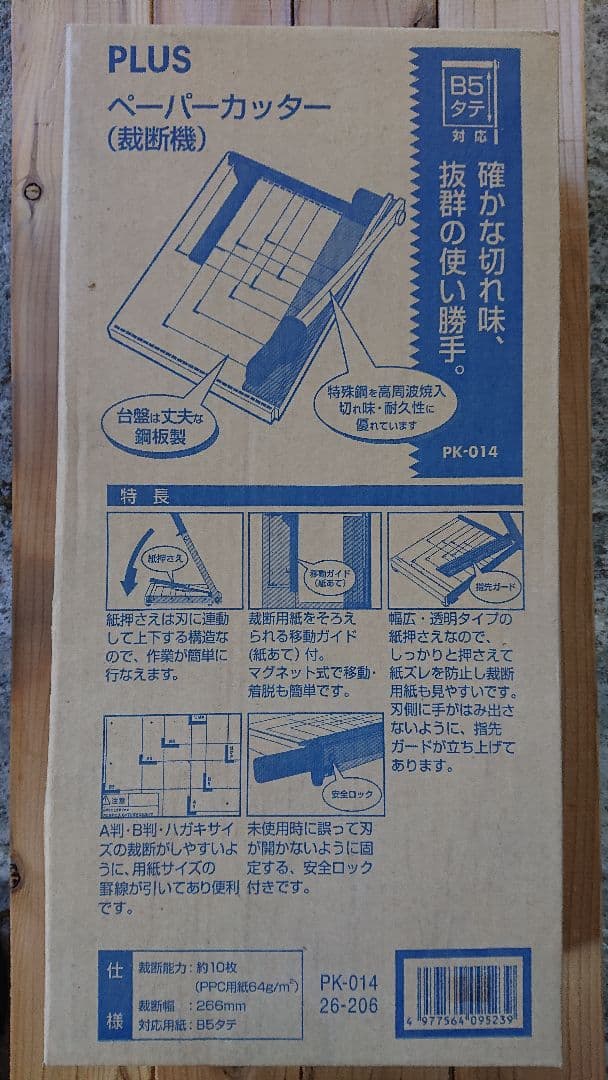 PLUS
ペーパーカッター
(裁断機)
B5
タテ
対応
確かな切れ味、
抜群の使い勝手。
PK-014
台盤は丈夫な
鋼板製
特殊鋼を高周波焼入
切れ味・耐久性に
優れています
特長
紙押さえ
紙押さえは刃に連動
して上下する構造な
ので、作業が簡単に
行なえます。
移動ガイド
(紙あて)
裁断用紙をそろえ
られる移動ガイド
(紙あて)付。
マグネット式で移動・
着脱も簡単です。
指先ガード
幅広・透明タイプの
紙押さえなので、
しっかりと押さえて
紙ズレを防止し裁断
用紙も見やすいです。
刃側に手がはみ出さ
ないように、指先
ガードが立ち上げて
あります。
注意
A判・B判・ハガキサイ
ズの裁断がしやすいよ
うに、用紙サイズの
罫線が引いてあり便利
です。
安全ロック
未使用時に誤って刃
が開かないように固
定する、安全ロック
付きです。
仕様
裁断能力:約10枚
(PPC用紙64g/m²)
裁断幅:266mm
対応用紙:B5タテ
PK-014
26-206
4 977564 095239